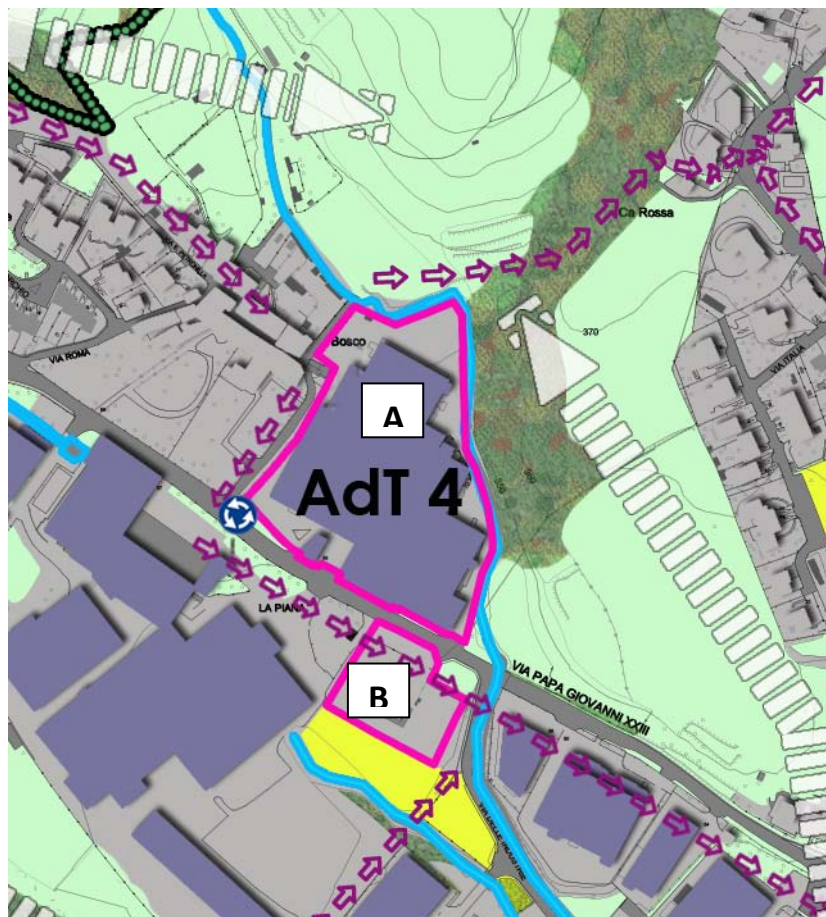 Ca Rossa
370
VIA ROMA
Bosco
VIA ITALIA
A
AdT 4
LA PIANA
VIA PAPA GIOVANNI XXIII
B